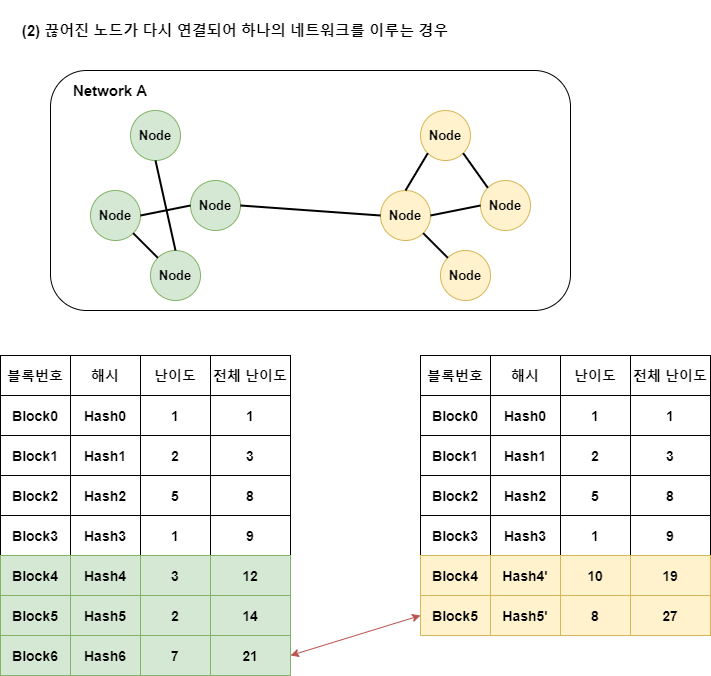 (2) 끊어진 노드가 다시 연결되어 하나의 네트워크를 이루는 경우
Network A
Node
Node
Node
Node
Node
Node
Node
Node
블록번호 해시 난이도 전체 난이도
Block0 Hash0 1 1
Block1 Hash1 2 3
Block2 Hash2 5 8
Block3 Hash3 1 9
Block4 Hash4 3 12
Block5 Hash5 2 14
Block6 Hash6 7 21
블록번호 해시 난이도 전체 난이도
Block0 Hash0 1 1
Block1 Hash1 2 3
Block2 Hash2 5 8
Block3 Hash3 1 9
Block4 Hash4' 10 19
Block5 Hash5' 8 27